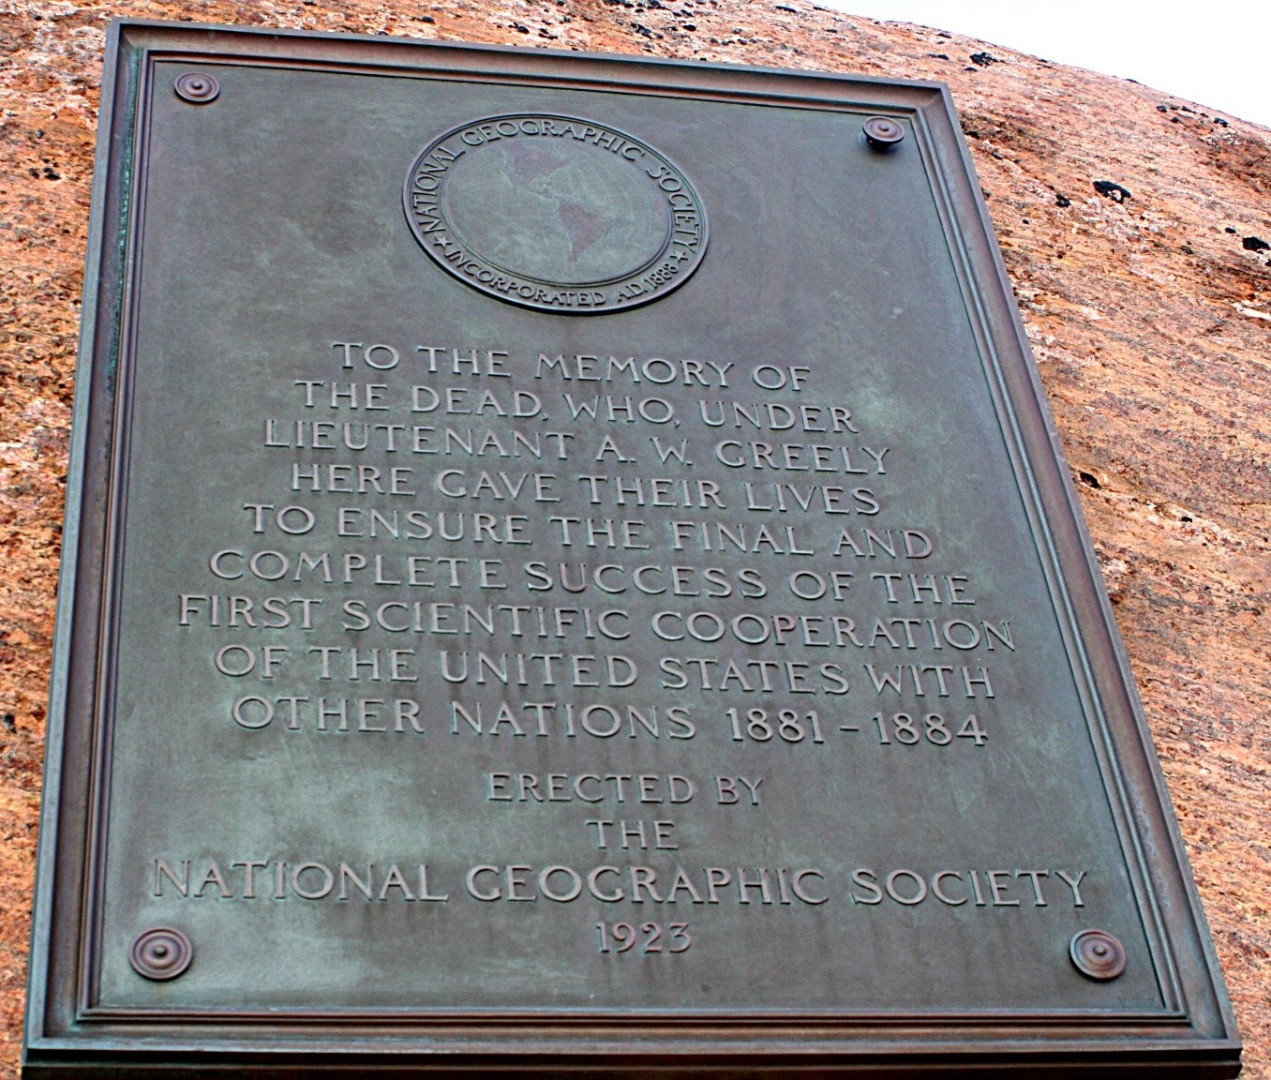 NATIONAL GEOGRAPHIC SOCIETY
INCORPORATED A.D. 1888
TO THE MEMORY OF
THE DEAD, WHO, UNDER
LIEUTENANT A. W. GREELY
HERE GAVE THEIR LIVES
TO ENSURE THE FINAL AND
COMPLETE SUCCESS OF THE
FIRST SCIENTIFIC COOPERATION
OF THE UNITED STATES WITH
OTHER NATIONS 1881-1884
ERECTED BY
THE
NATIONAL GEOGRAPHIC SOCIETY
1923